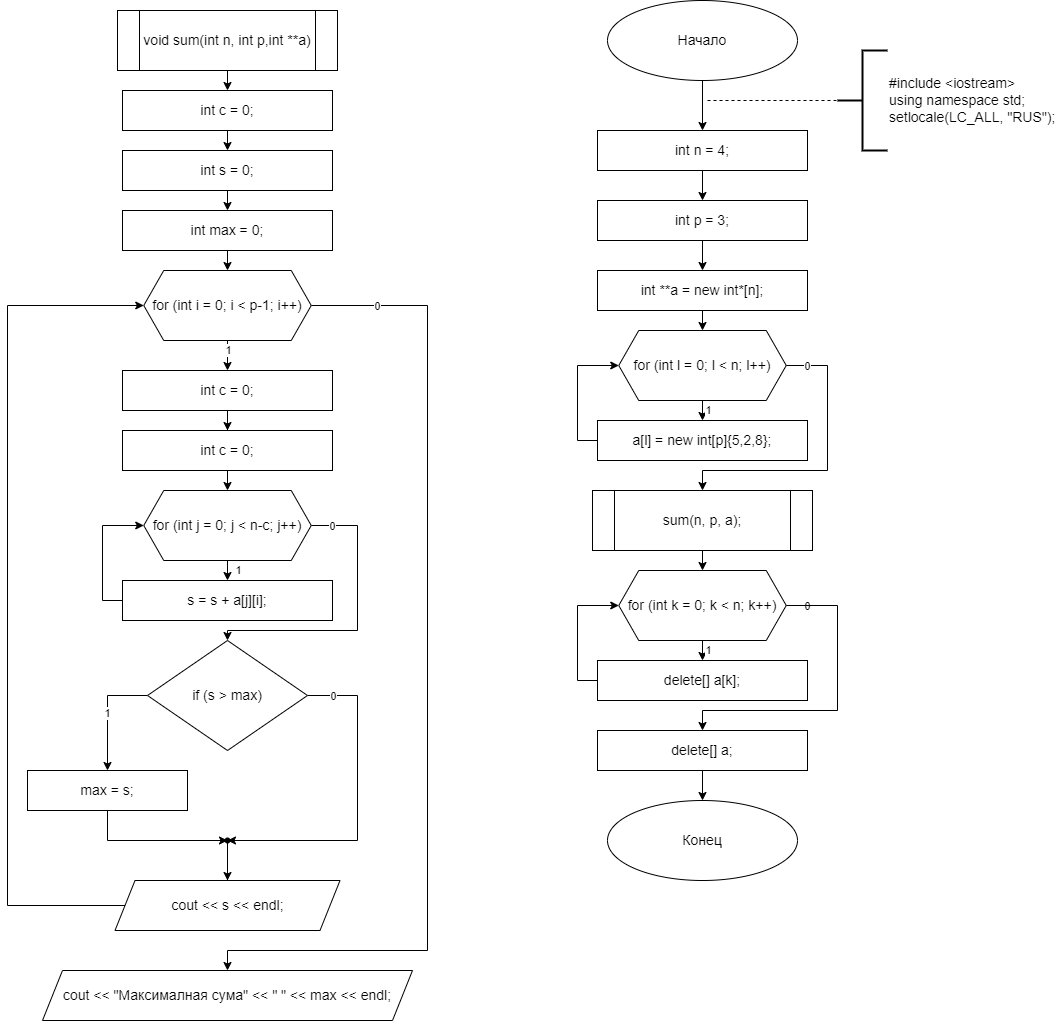 void sum(int n, int p,int **a)
int c = 0;
int s = 0;
int max = 0;
for (int i = 0; i < p-1; i++)
0
1
int c = 0;
int c = 0;
for (int j = 0; j < n-c; j++)
0
1
s = s + a[j][i];
if (s > max)
0
1
max = s;
cout << s << endl;
cout << "Максималная сума" << " " << max << endl;
Начало
#include <iostream>
using namespace std;
setlocale(LC_ALL, "RUS");
int n = 4;
int p = 3;
int **a = new int*[n];
for (int l = 0; l < n; l++)
0
1
a[l] = new int[p]{5,2,8};
sum(n, p, a);
for (int k = 0; k < n; k++)
0
1
delete[] a[k];
delete[] a;
Конец